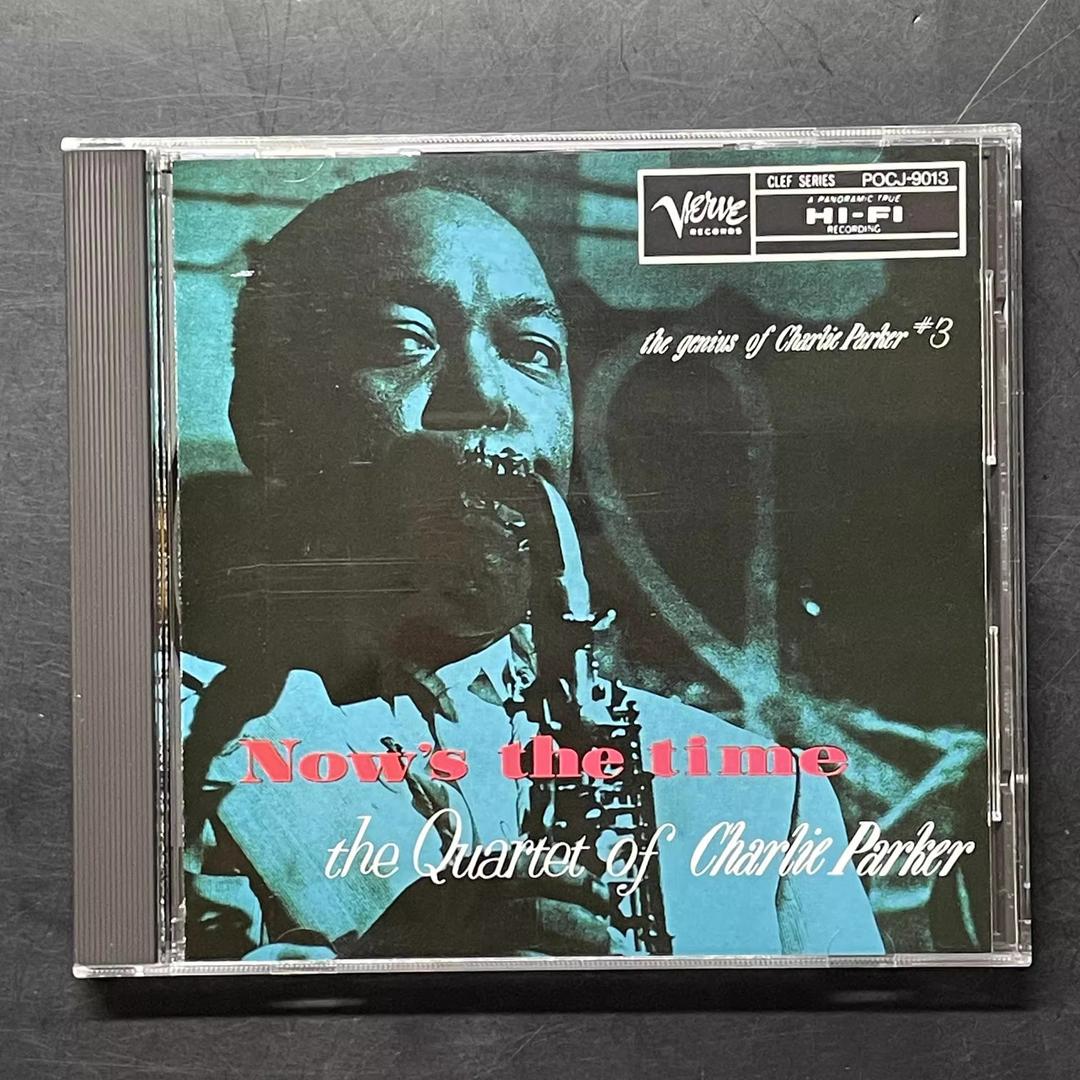 Verve
RECORDS
CLEF SERIES POCJ-9013
A PANORAMIC TRUE
HI-FI
RECORDING
the genius of Charlie Parker #3
Now's the time
the Quartet of Charlie Parker